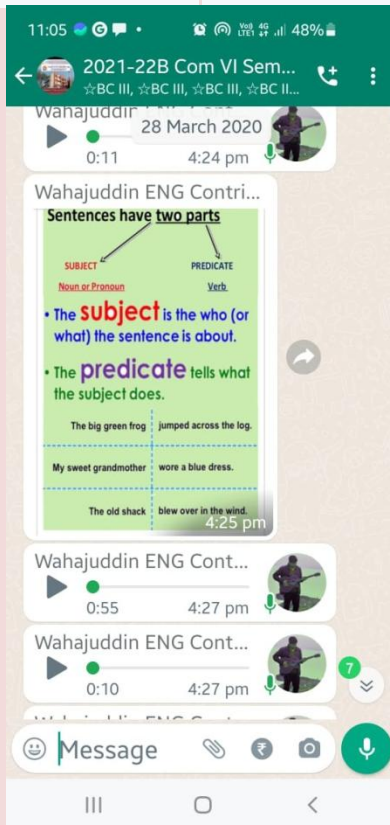 11:05 48%
2021-22B Com VI Sem...
☆BC III, ☆BC III, ☆BC III, ☆BC II...
28 March 2020
0:11 4:24 pm
Wahajuddin ENG Contri...
Sentences have two parts
SUBJECT PREDICATE
Noun or Pronoun Verb
• The subject is the who (or
what) the sentence is about.
• The predicate tells what
the subject does.
The big green frog jumped across the log.
My sweet grandmother wore a blue dress.
The old shack blew over in the wind.
4:25 pm
Wahajuddin ENG Cont...
0:55 4:27 pm
Wahajuddin ENG Cont...
0:10 4:27 pm
7
Message